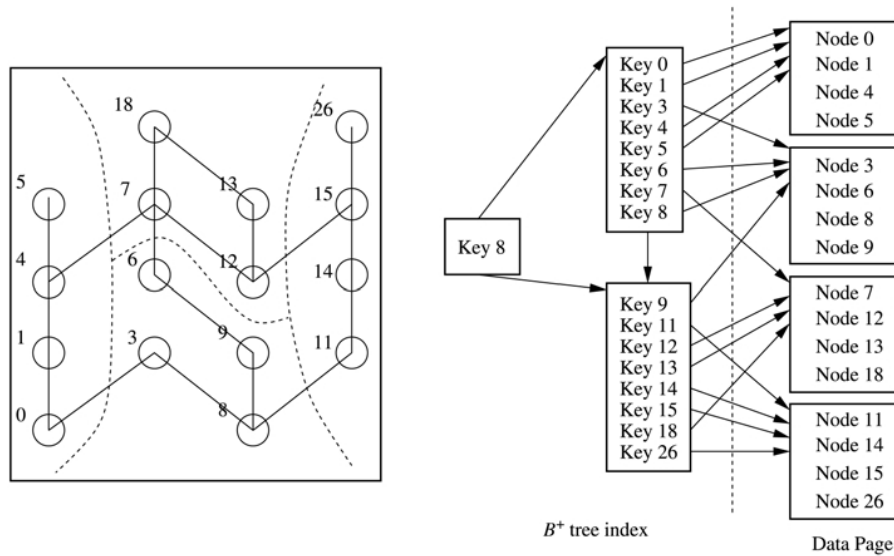 18
26
5
7
13
15
4
6
12
14
1
3
9
11
0
8
Key 8
Key 0
Key 1
Key 3
Key 4
Key 5
Key 6
Key 7
Key 8
Key 9
Key 11
Key 12
Key 13
Key 14
Key 15
Key 18
Key 26
B+ tree index
Node 0
Node 1
Node 4
Node 5
Node 3
Node 6
Node 8
Node 9
Node 7
Node 12
Node 13
Node 18
Node 11
Node 14
Node 15
Node 26
Data Page